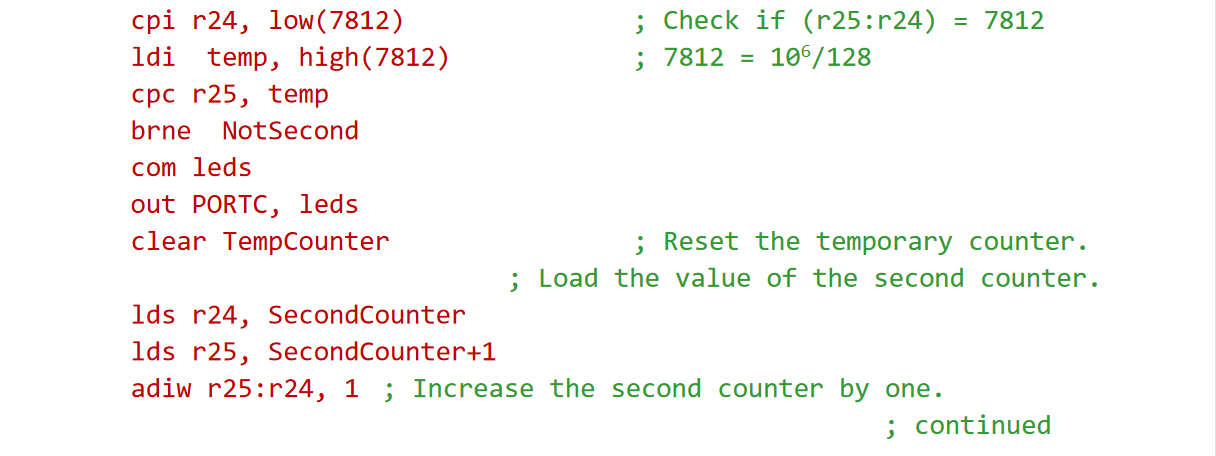 cpi r24, low(7812) ; Check if (r25:r24) = 7812
ldi temp, high(7812) ; 7812 = 10⁶/128
cpc r25, temp
brne NotSecond
com leds
out PORTC, leds
clear TempCounter ; Reset the temporary counter.
; Load the value of the second counter.
lds r24, SecondCounter
lds r25, SecondCounter+1
adiw r25:r24, 1 ; Increase the second counter by one.
; continued